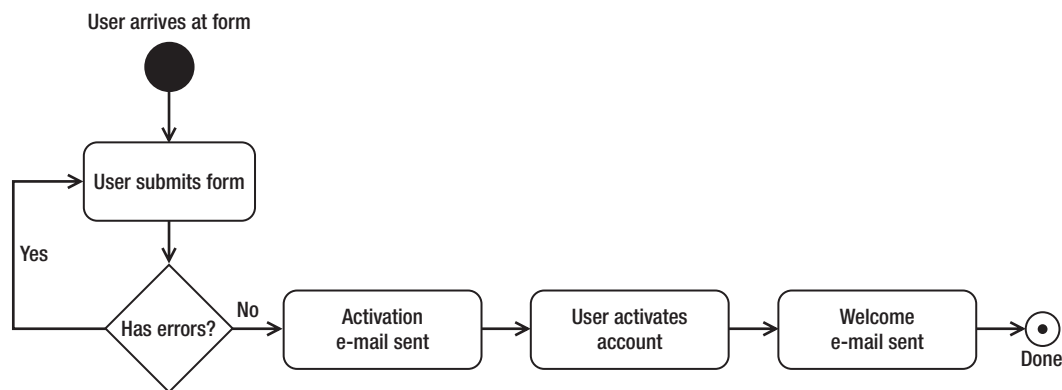 User arrives at form
User submits form
Yes
Has errors?
No
Activation
e-mail sent
User activates
account
Welcome
e-mail sent
Done